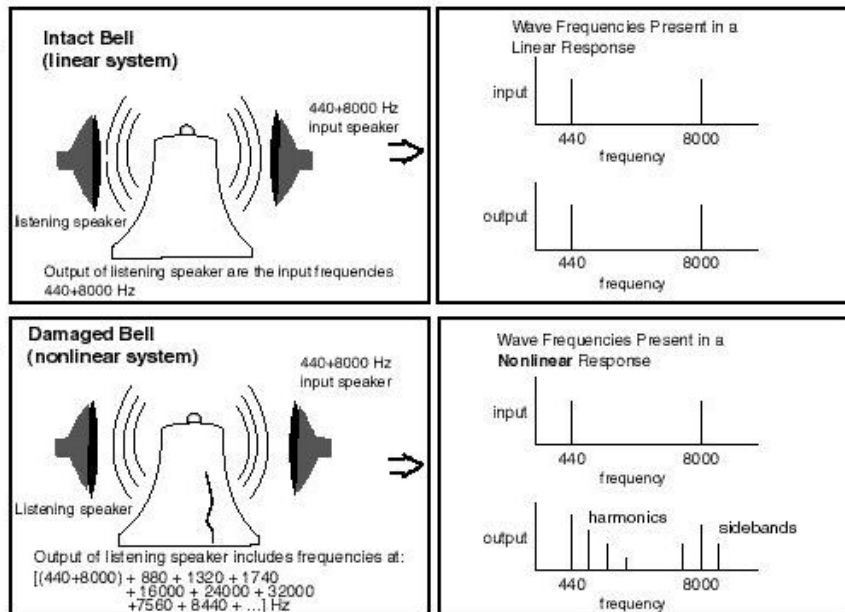 Intact Bell
(linear system)
440+8000 Hz
input speaker
listening speaker
Output of listening speaker are the input frequencies
440+8000 Hz
Wave Frequencies Present in a
Linear Response
input
440
8000
frequency
output
440
8000
frequency
Damaged Bell
(nonlinear system)
440+8000 Hz
input speaker
Listening speaker
Output of listening speaker includes frequencies at:
[(440+8000) + 880 + 1320 + 1740
+ 16000 + 24000 + 32000
+7560 + 8440 + ...] Hz
Wave Frequencies Present in a
Nonlinear Response
input
440
8000
frequency
harmonics
sidebands
output
440
8000
frequency